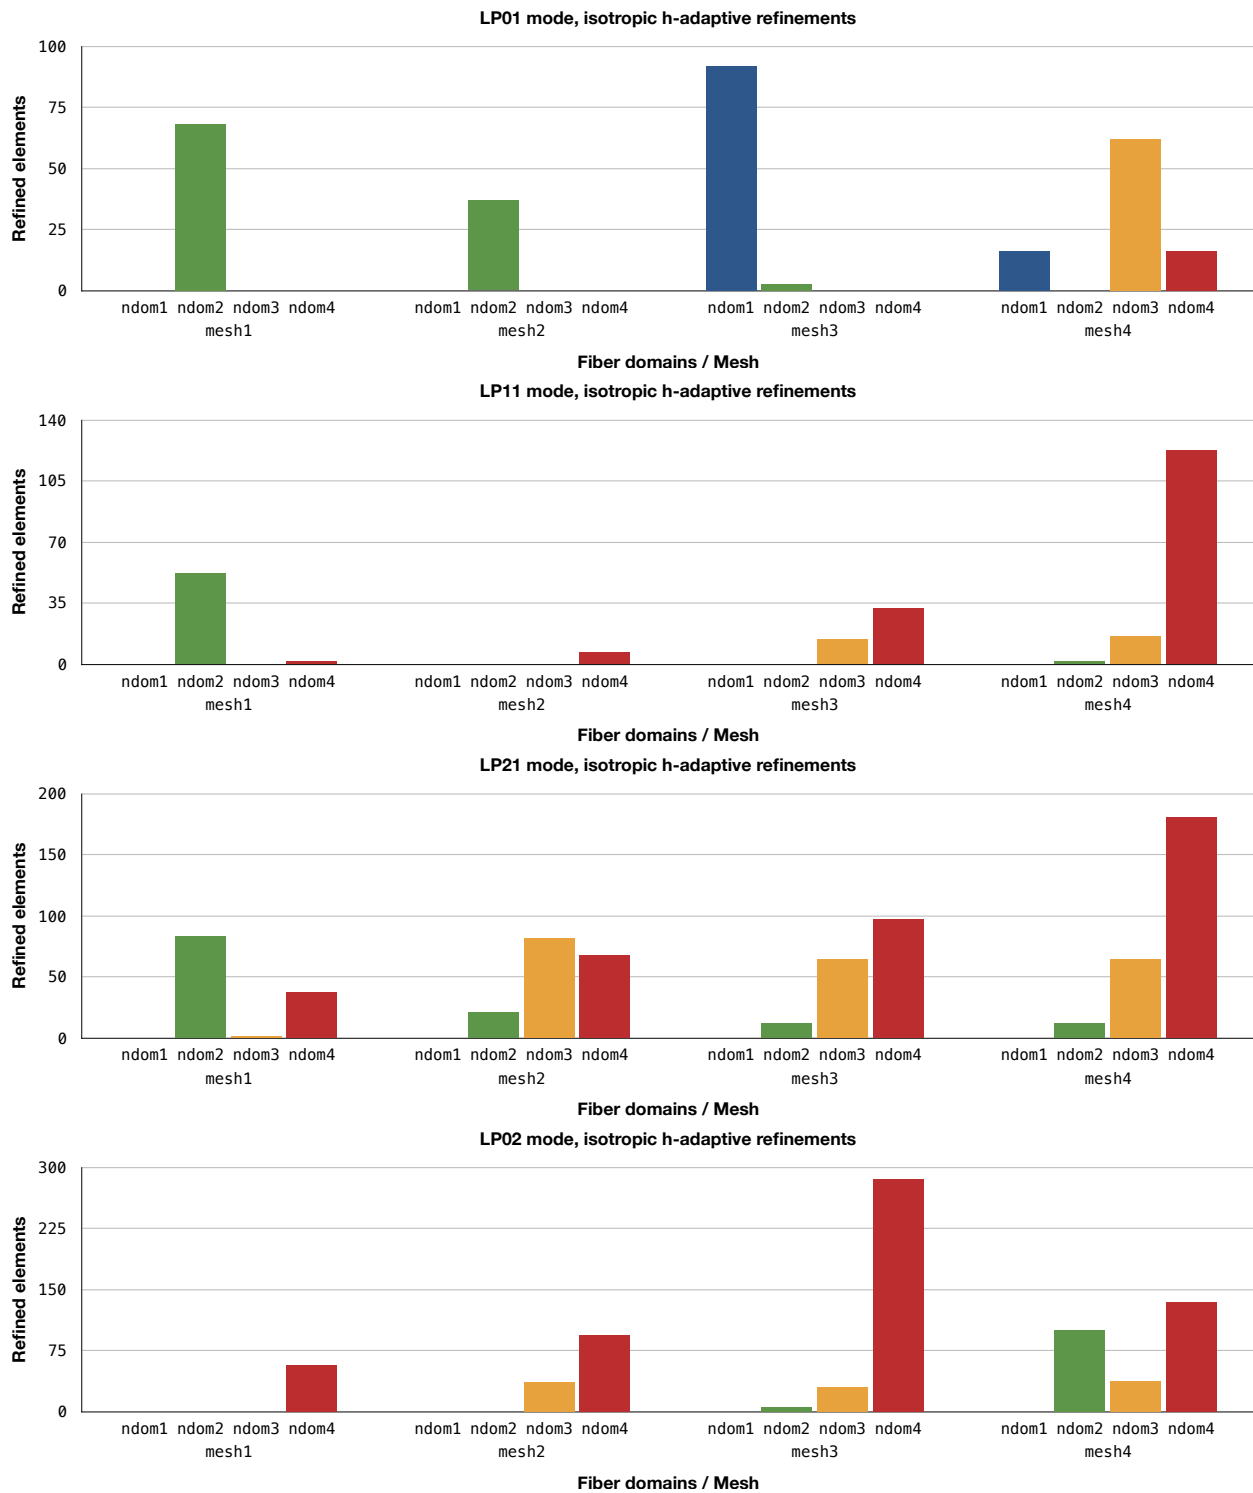 LP01 mode, isotropic h-adaptive refinements
Refined elements
100
75
50
25
0
ndom1 ndom2 ndom3 ndom4 ndom1 ndom2 ndom3 ndom4 ndom1 ndom2 ndom3 ndom4 ndom1 ndom2 ndom3 ndom4
mesh1 mesh2 mesh3 mesh4
Fiber domains / Mesh
LP11 mode, isotropic h-adaptive refinements
Refined elements
140
105
70
35
0
ndom1 ndom2 ndom3 ndom4 ndom1 ndom2 ndom3 ndom4 ndom1 ndom2 ndom3 ndom4 ndom1 ndom2 ndom3 ndom4
mesh1 mesh2 mesh3 mesh4
Fiber domains / Mesh
LP21 mode, isotropic h-adaptive refinements
Refined elements
200
150
100
50
0
ndom1 ndom2 ndom3 ndom4 ndom1 ndom2 ndom3 ndom4 ndom1 ndom2 ndom3 ndom4 ndom1 ndom2 ndom3 ndom4
mesh1 mesh2 mesh3 mesh4
Fiber domains / Mesh
LP02 mode, isotropic h-adaptive refinements
Refined elements
300
225
150
75
0
ndom1 ndom2 ndom3 ndom4 ndom1 ndom2 ndom3 ndom4 ndom1 ndom2 ndom3 ndom4 ndom1 ndom2 ndom3 ndom4
mesh1 mesh2 mesh3 mesh4
Fiber domains / Mesh